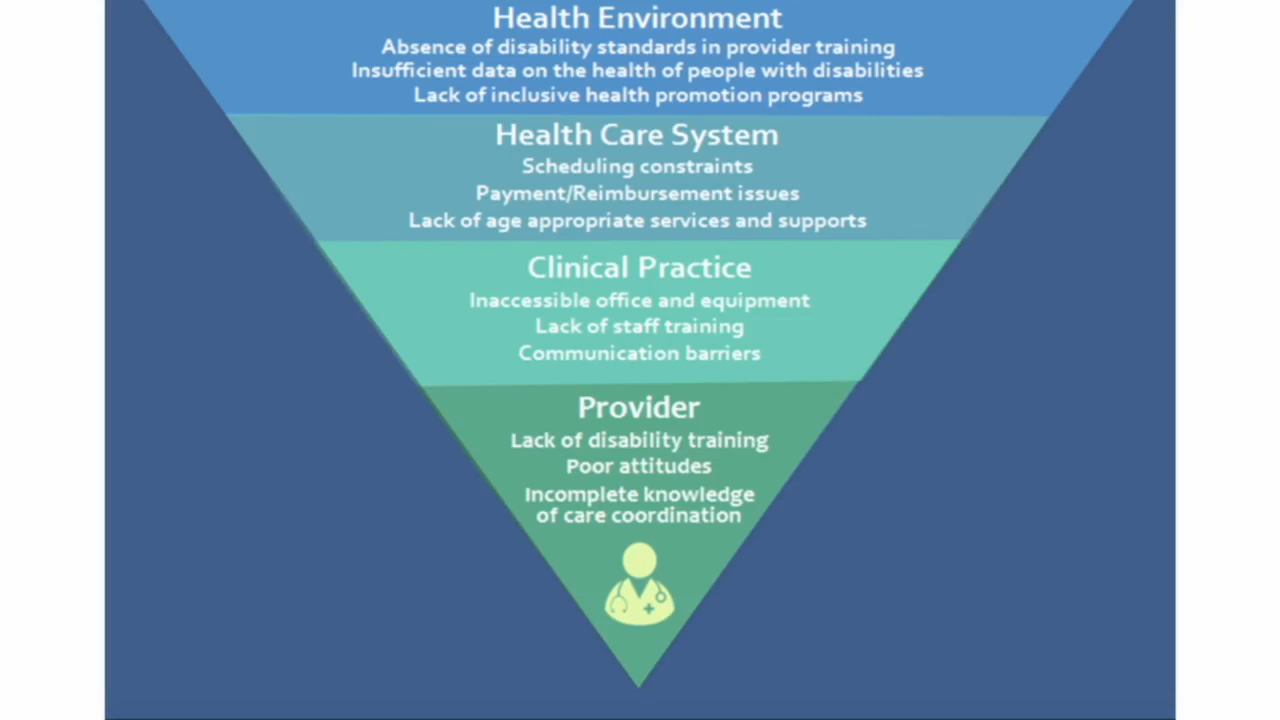 Health Environment
Absence of disability standards in provider training
Insufficient data on the health of people with disabilities
Lack of inclusive health promotion programs
Health Care System
Scheduling constraints
Payment/Reimbursement issues
Lack of age appropriate services and supports
Clinical Practice
Inaccessible office and equipment
Lack of staff training
Communication barriers
Provider
Lack of disability training
Poor attitudes
Incomplete knowledge
of care coordination